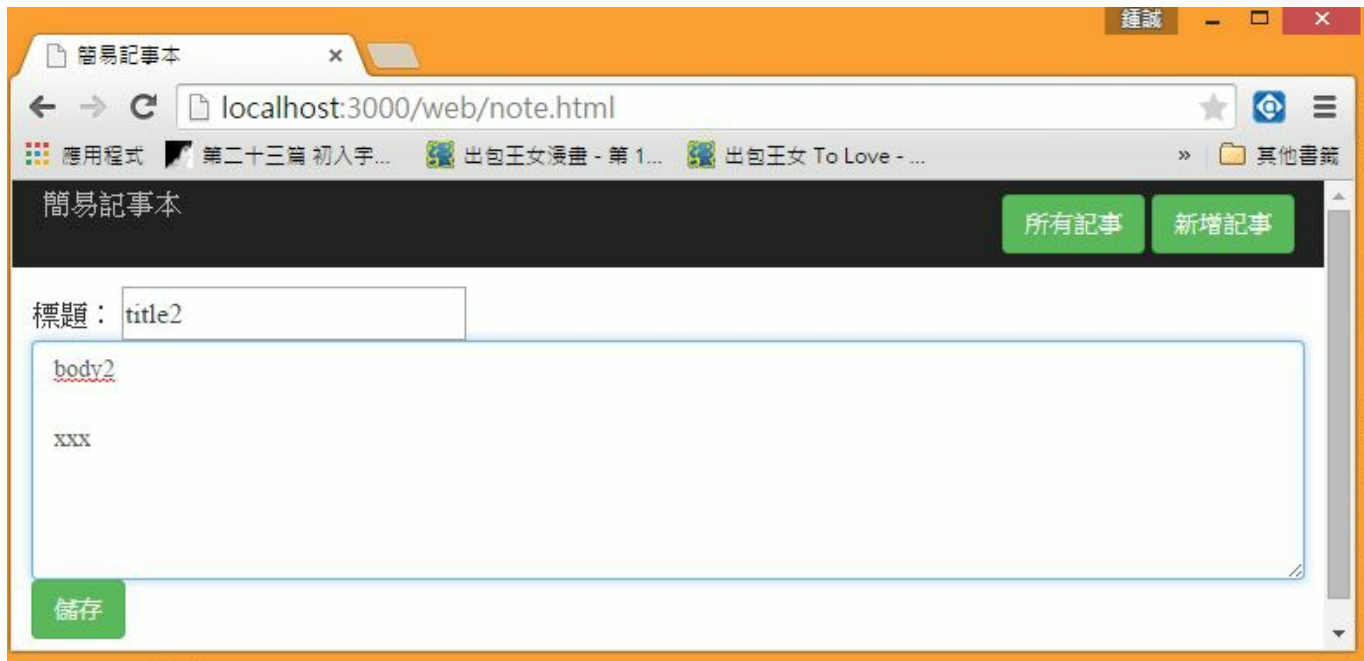 鍾誠
簡易記事本
localhost:3000/web/note.html
應用程式 第二十三篇 初入宇... 出包王女漫畫 - 第 1... 出包王女 To Love - ... » 其他書籤
簡易記事本 所有記事 新增記事
標題： title2
body2
xxx
儲存